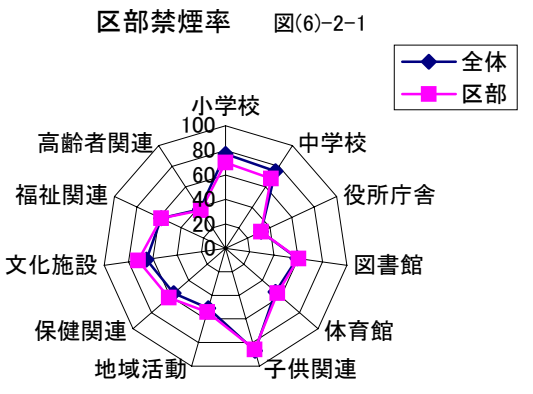 区部禁煙率 図(6)-2-1
全体
区部
小学校
中学校
役所庁舎
図書館
体育館
子供関連
地域活動
保健関連
文化施設
福祉関連
高齢者関連
100
80
60
40
20
0